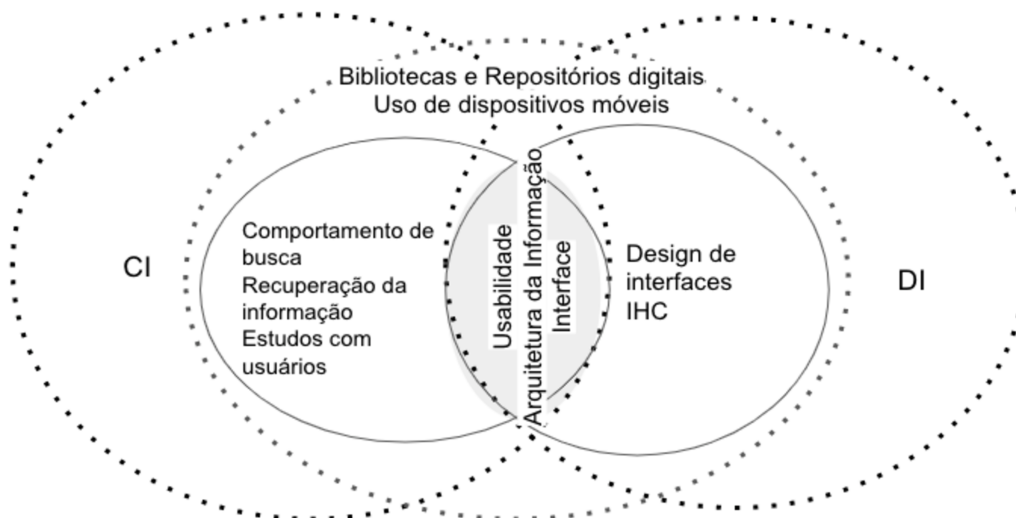 Bibliotecas e Repositórios digitais
Uso de dispositivos móveis
CI
Comportamento de
busca
Recuperação da
informação
Estudos com
usuários
Usabilidade
Arquitetura da Informação
Interface
Design de
interfaces
IHC
DI